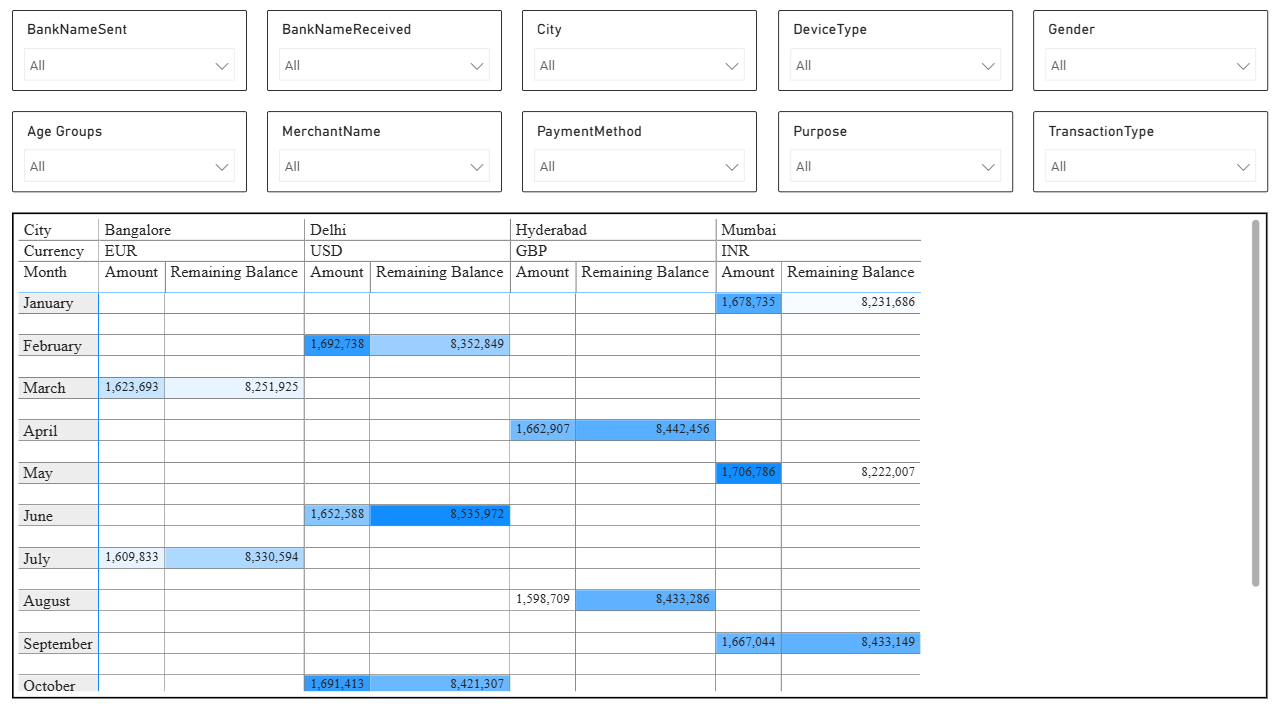 BankNameSent BankNameReceived City DeviceType Gender
All All All All All
Age Groups MerchantName PaymentMethod Purpose TransactionType
All All All All All
City Bangalore Delhi Hyderabad Mumbai
Currency EUR USD GBP INR
Month Amount Remaining Balance Amount Remaining Balance Amount Remaining Balance Amount Remaining Balance
January 1,678,735 8,231,686
February 1,692,738 8,352,849
March 1,623,693 8,251,925
April 1,662,907 8,442,456
May 1,706,786 8,222,007
June 1,652,588 8,535,972
July 1,609,833 8,330,594
August 1,598,709 8,433,286
September 1,667,044 8,433,149
October 1,691,413 8,421,307